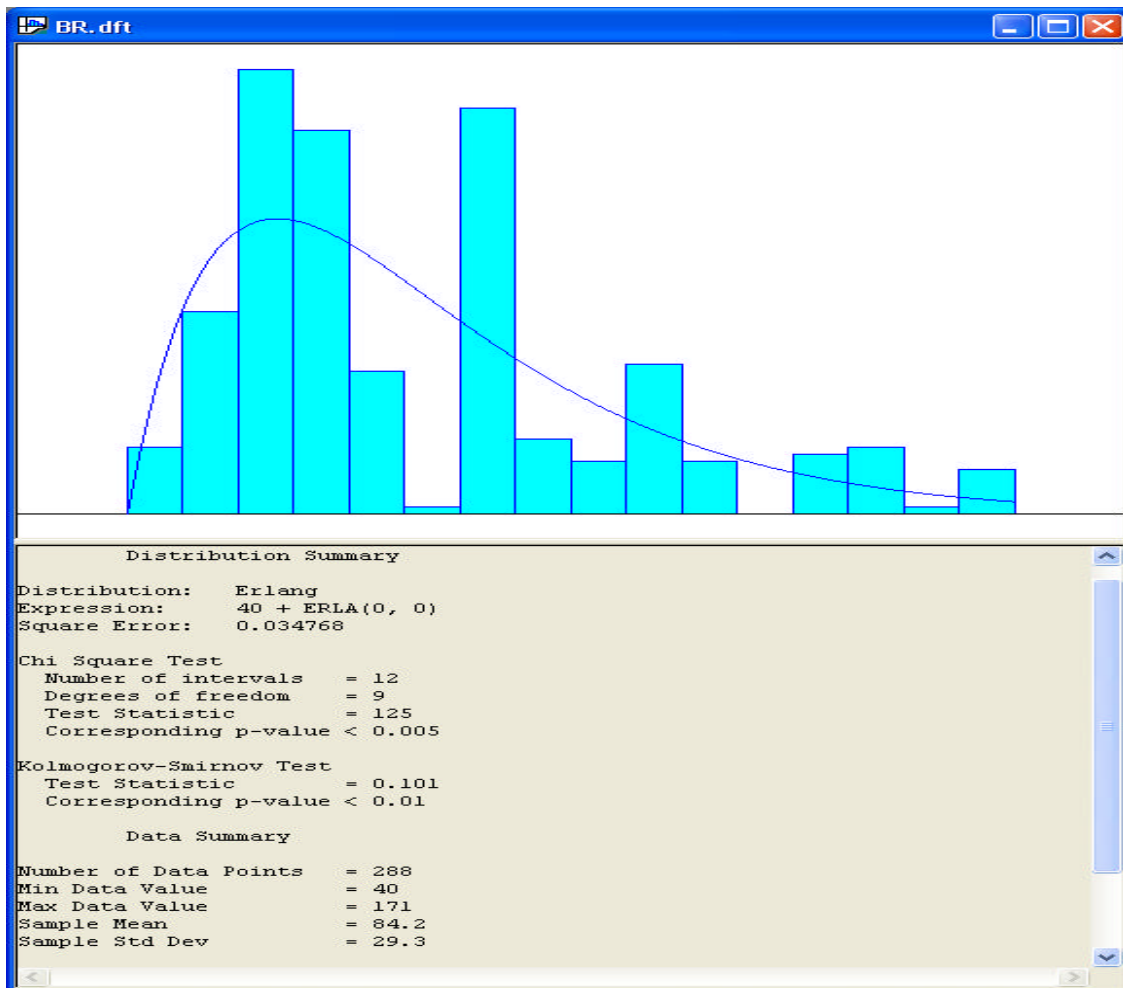 BR.dft
Distribution Summary
Distribution: Erlang
Expression: 40 + ERLA(0, 0)
Square Error: 0.034768
Chi Square Test
Number of intervals = 12
Degrees of freedom = 9
Test Statistic = 125
Corresponding p-value < 0.005
Kolmogorov-Smirnov Test
Test Statistic = 0.101
Corresponding p-value < 0.01
Data Summary
Number of Data Points = 288
Min Data Value = 40
Max Data Value = 171
Sample Mean = 84.2
Sample Std Dev = 29.3